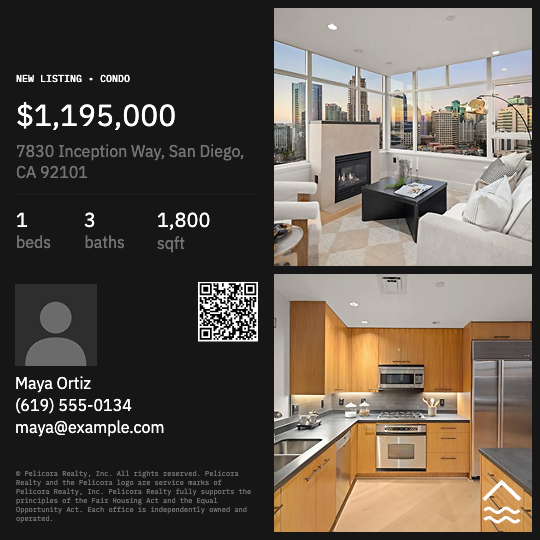 NEW LISTING • CONDO
$1,195,000
7830 Inception Way, San Diego,
CA 92101
1 3 1,800
beds baths sqft
Maya Ortiz
(619) 555-0134
maya@example.com
© Pelicora Realty, Inc. All rights reserved. Pelicora
Realty and the Pelicora logo are service marks of
Pelicora Realty, Inc. Pelicora Realty fully supports the
principles of the Fair Housing Act and the Equal
Opportunity Act. Each office is independently owned and
operated.